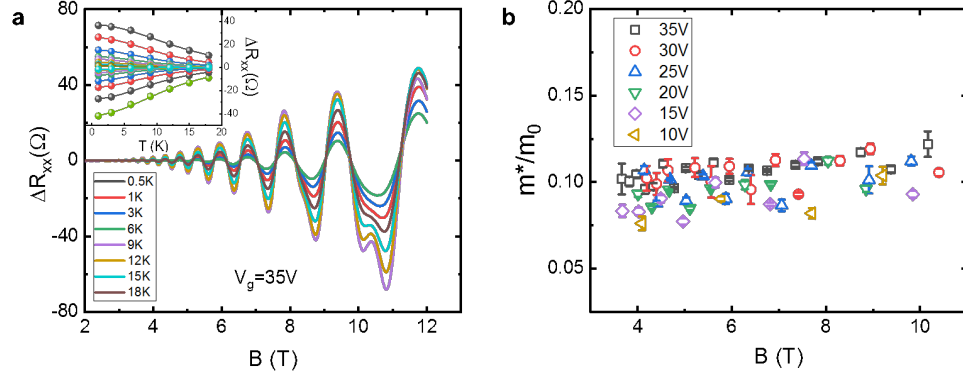 a
80
40
0
-40
-80
ΔRxx(Ω)
2
4
6
8
10
12
B (T)
40
20
0
-20
-40
ΔRxx(Ω)
0
5
10
15
20
T (K)
0.5K
1K
3K
6K
9K
12K
15K
18K
Vg=35V
b
0.20
0.15
0.10
0.05
m*/m0
4
6
8
10
B (T)
35V
30V
25V
20V
15V
10V